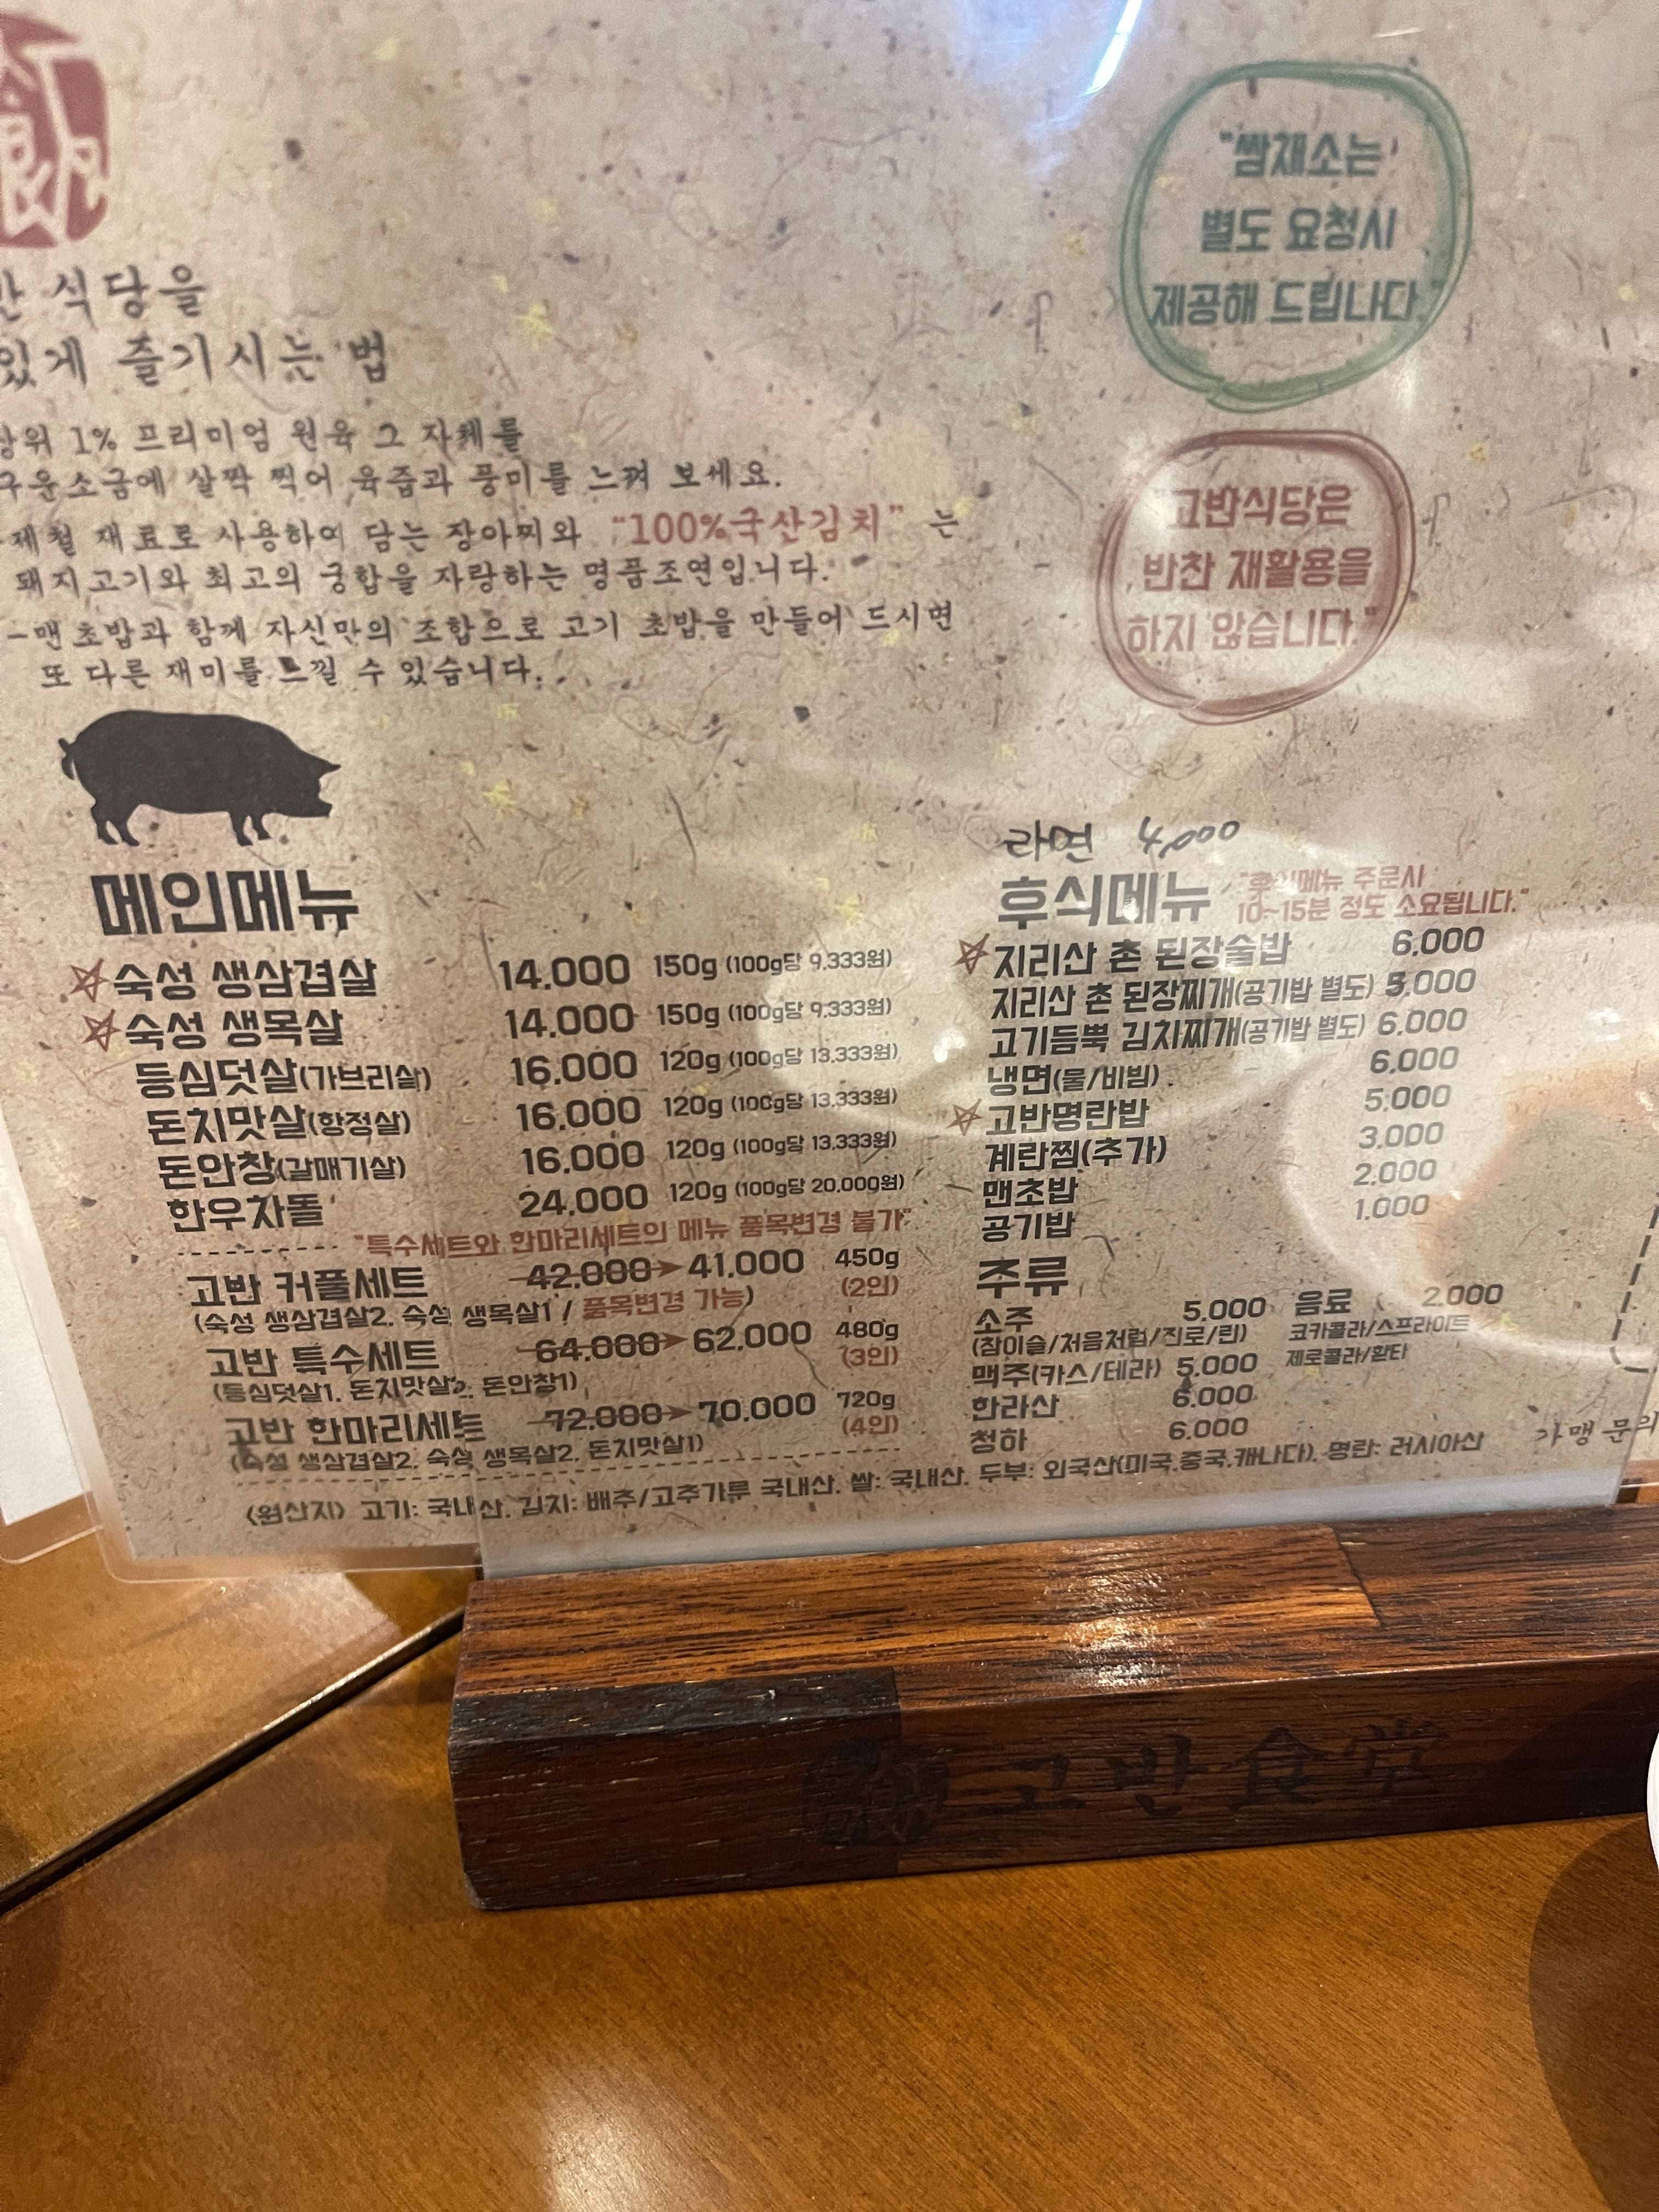 식당을
있게 즐기시는 법
상위 1% 프리미엄 원육 그 자체를
구운소금에 살짝 찍어 육즙과 풍미를 느껴 보세요.
-제철 재료로 사용하여 담는 장아찌와 "100%국산김치" 는
돼지고기와 최고의 궁합을 자랑하는 명품조연입니다.
-맨초밥과 함께 자신만의 조합으로 고기 초밥을 만들어 드시면
또 다른 재미를 느낄 수 있습니다.
"쌈채소는
별도 요청시
제공해 드립니다."
"고반식당은
반찬 재활용을
하지 않습니다."
메인메뉴
숙성 생삼겹살 14,000 150g (100g당 9,333원)
숙성 생목살 14,000 150g (100g당 9,333원)
등심덧살(가브리살) 16,000 120g (100g당 13,333원)
돈치맛살(항정살) 16,000 120g (100g당 13,333원)
돈안창(갈매기살) 16,000 120g (100g당 13,333원)
한우차돌 24,000 120g (100g당 20,000원)
"특수세트와 한마리세트의 메뉴 품목변경 불가"
고반 커플세트 42,000 41,000 450g
(숙성 생삼겹살2, 숙성 생목살1 / 품목변경 가능) (2인)
고반 특수세트 64,000 62,000 480g
(등심덧살1, 돈치맛살2, 돈안창1) (3인)
고반 한마리세트 72,000 70,000 720g
(숙성 생삼겹살2, 숙성 생목살2, 돈치맛살1) (4인)
라면 4,000
후식메뉴
"후식메뉴 주문시
10~15분 정도 소요됩니다."
지리산 촌 된장술밥 6,000
지리산 촌 된장찌개(공기밥 별도) 5,000
고기듬뿍 김치찌개(공기밥 별도) 6,000
냉면(물/비빔) 6,000
고반명란밥 5,000
계란찜(추가) 3,000
맨초밥 2,000
공기밥 1,000
주류
소주 5,000
(참이슬/처음처럼/진로/린)
맥주(카스/테라) 5,000
한라산 6,000
청하 6,000
음료 2,000
코카콜라/스프라이트
제로콜라/환타
가맹 문의
(원산지) 고기: 국내산, 김치: 배추/고추가루 국내산, 쌀: 국내산, 두부: 외국산(미국,중국,캐나다), 명란: 러시아산
고반食堂